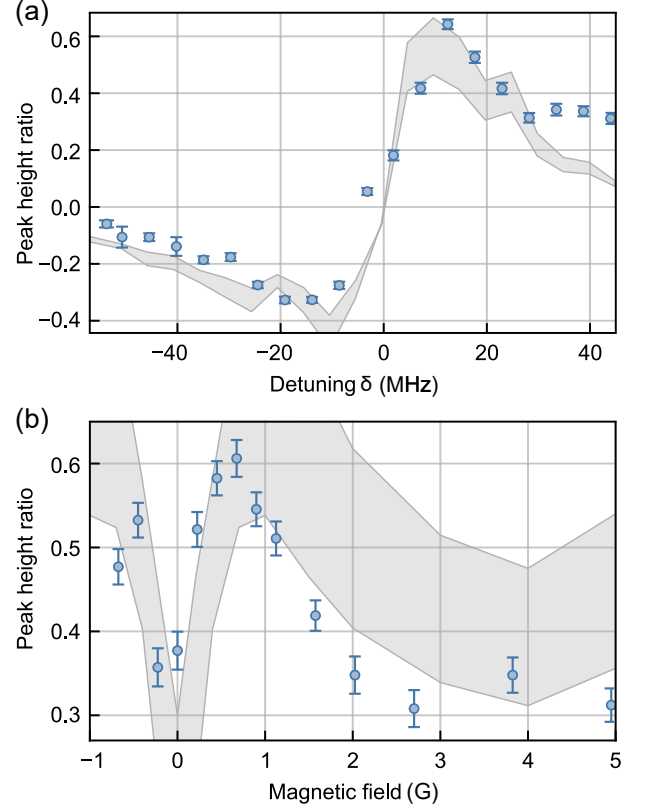 (a)
0.6
0.4
0.2
0.0
−0.2
−0.4
Peak height ratio
−40 −20 0 20 40
Detuning δ (MHz)
(b)
0.6
0.5
0.4
0.3
Peak height ratio
−1 0 1 2 3 4 5
Magnetic field (G)